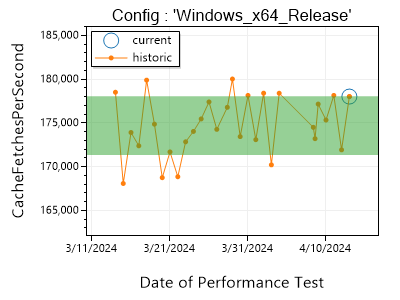 Config : 'Windows_x64_Release'
current
historic
185,000
180,000
175,000
170,000
165,000
CacheFetchesPerSecond
3/11/2024
3/21/2024
3/31/2024
4/10/2024
Date of Performance Test